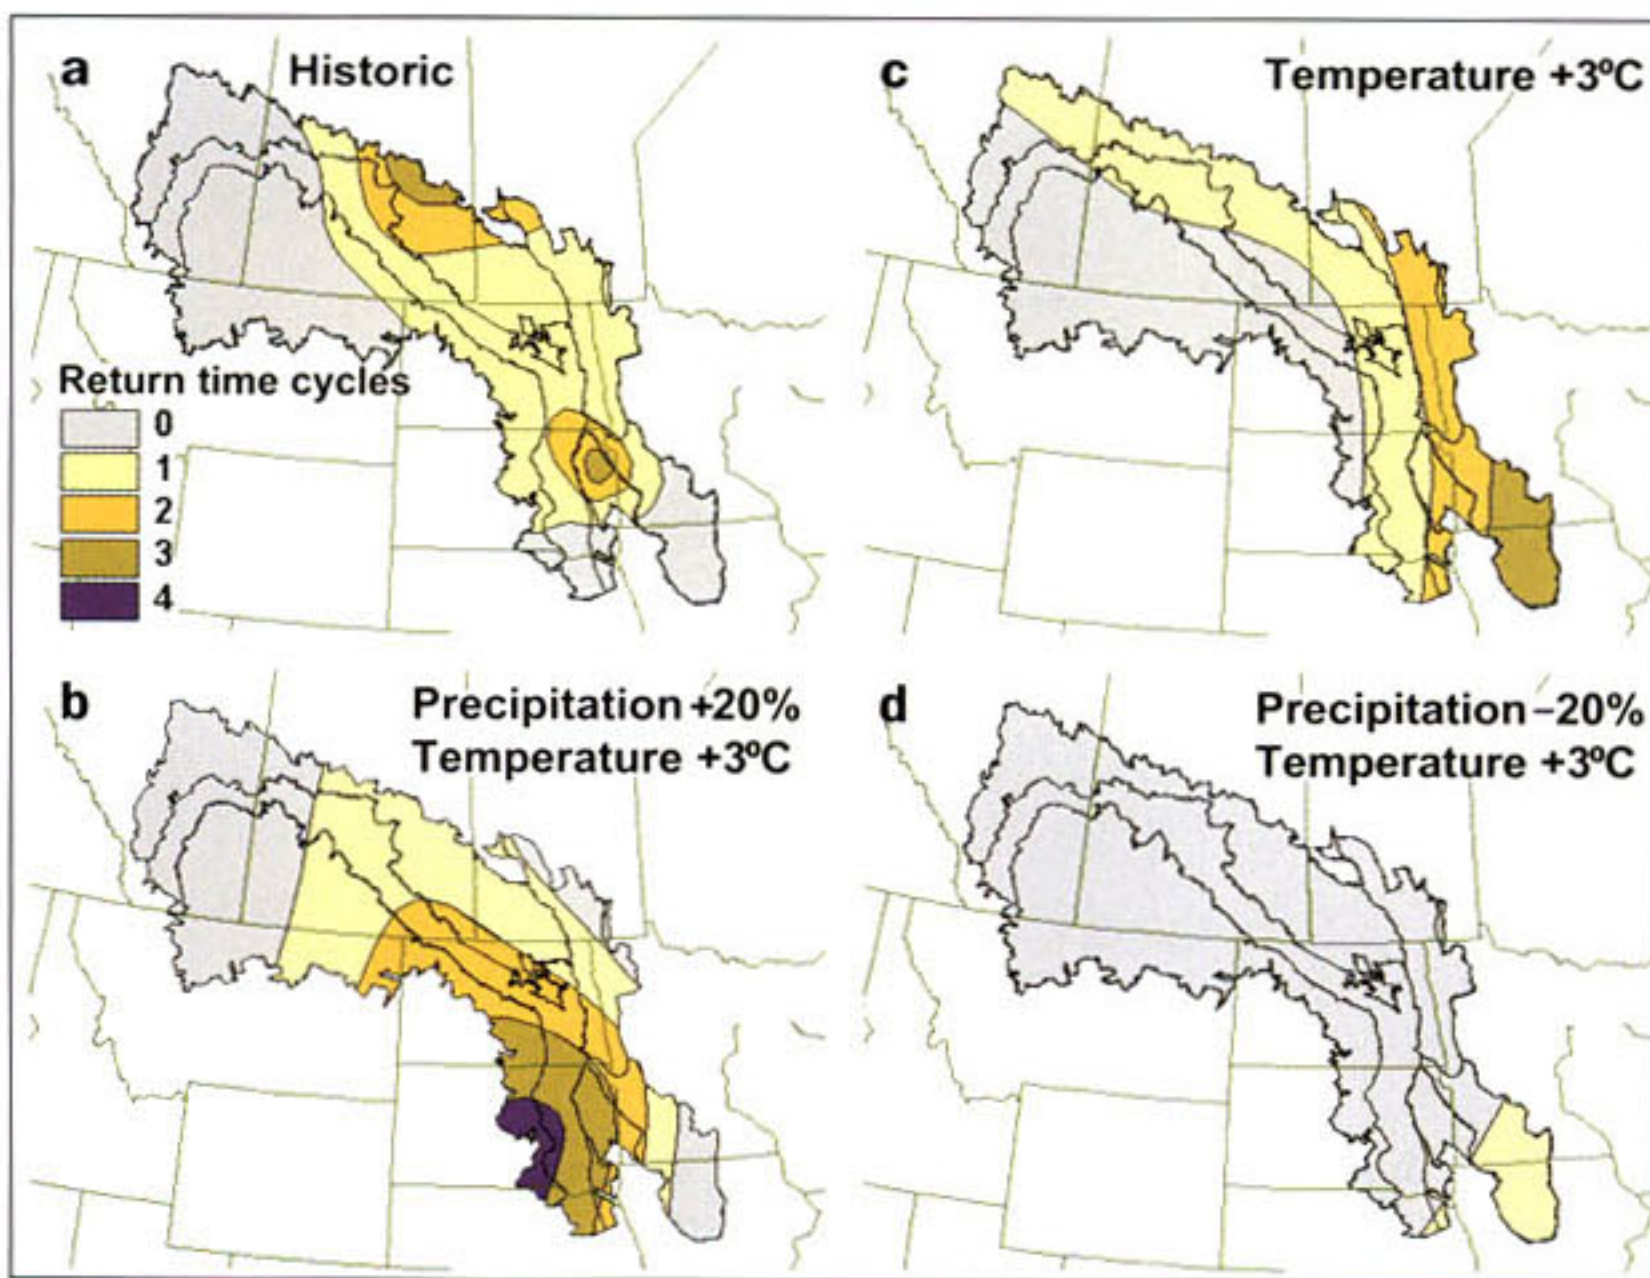 a
Historic
c
Temperature +3ºC
Return time cycles
0
1
2
3
4
b
Precipitation +20%
Temperature +3ºC
d
Precipitation –20%
Temperature +3ºC